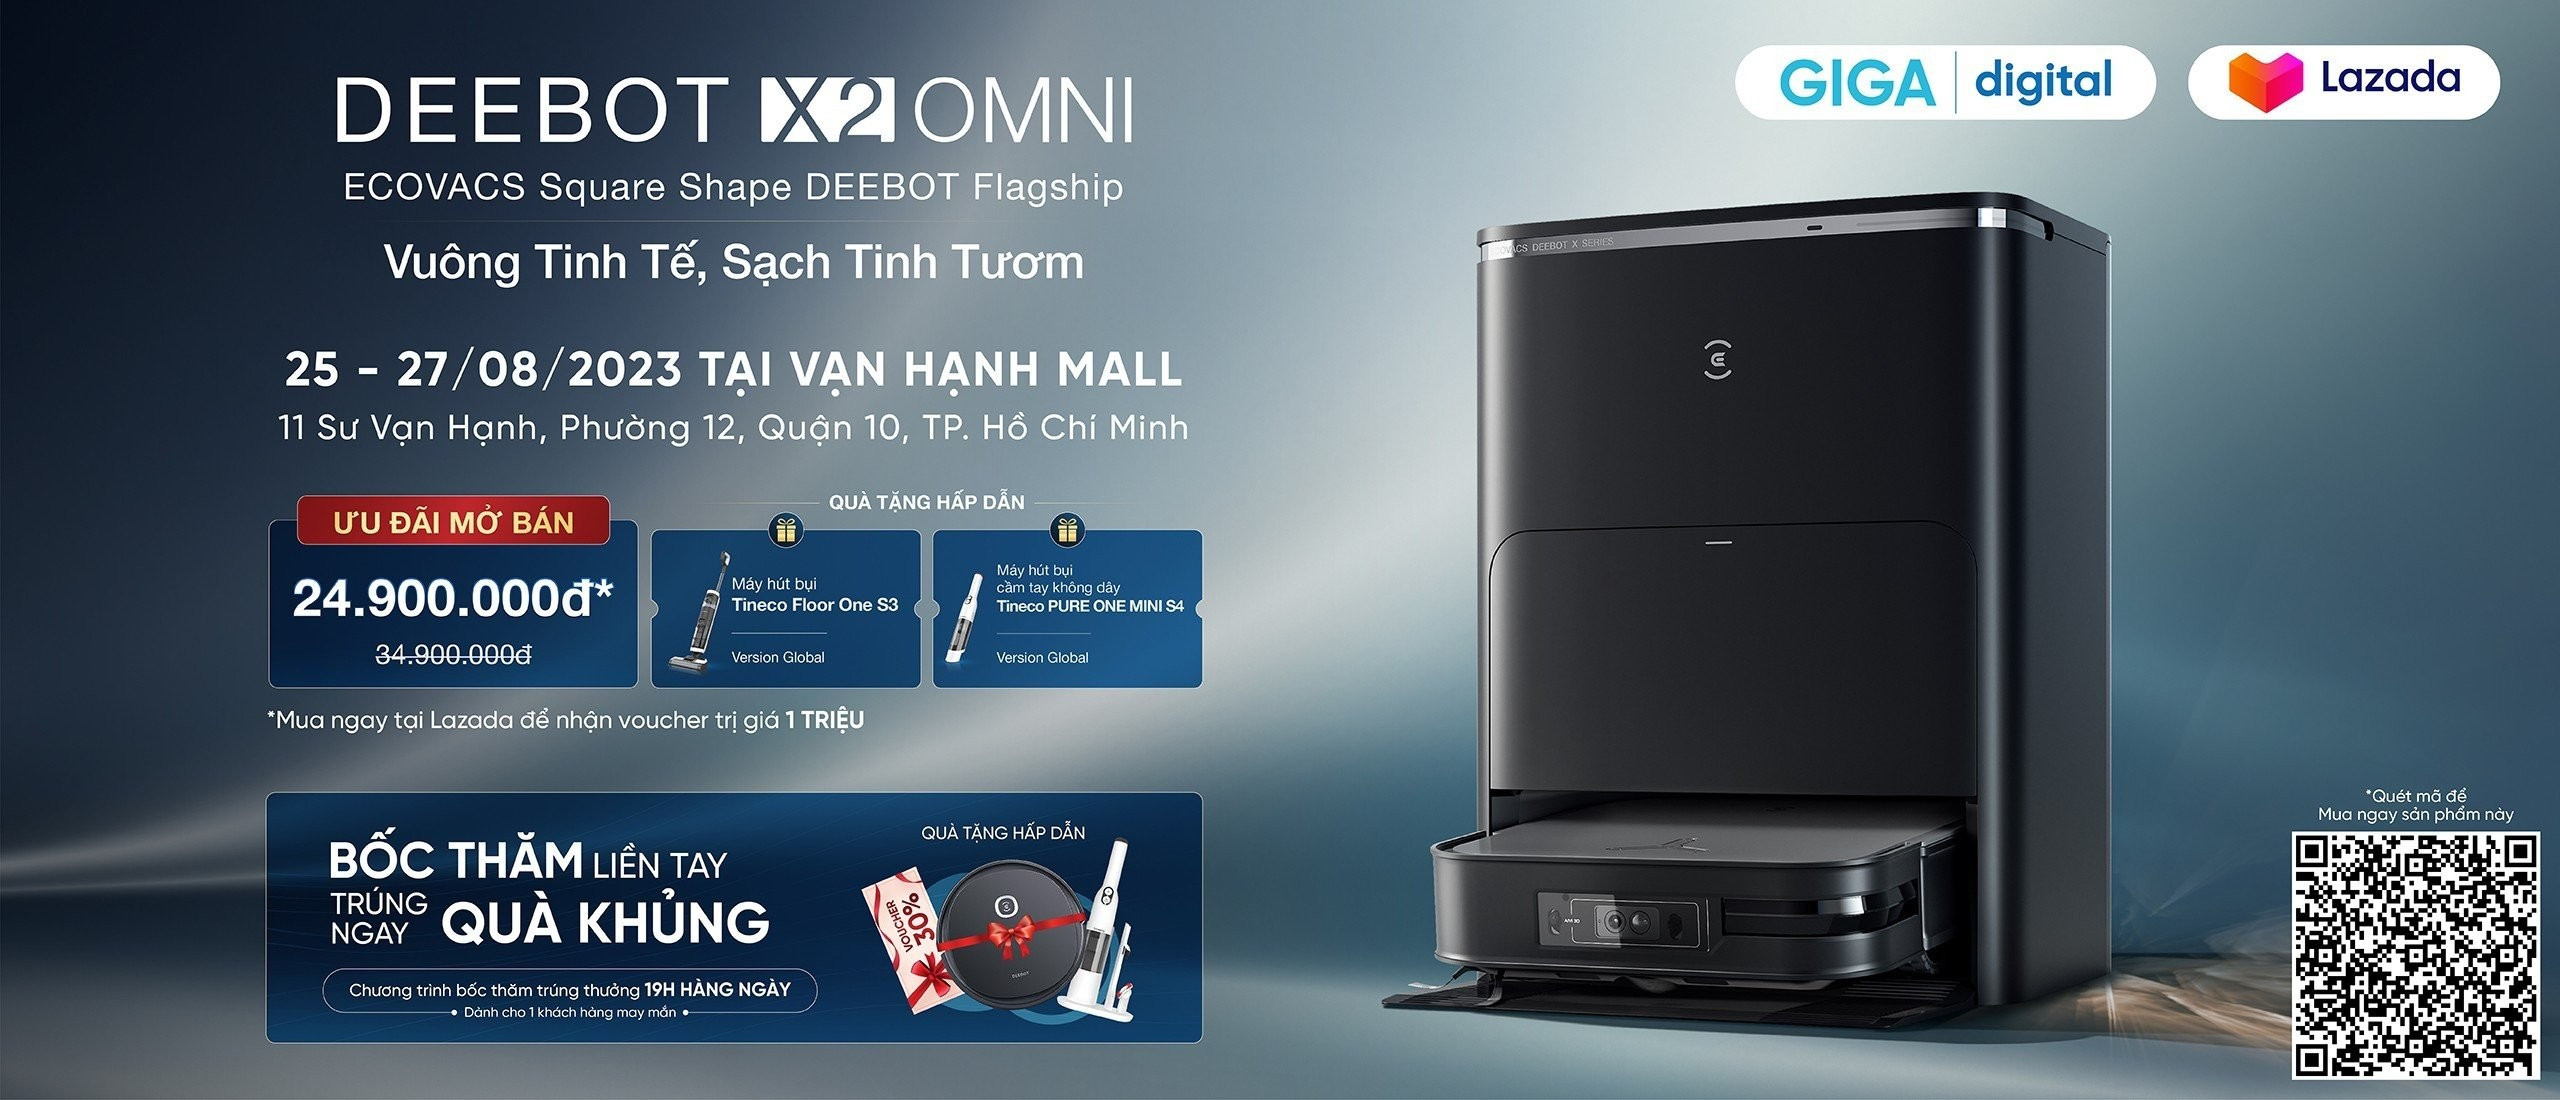 DEEBOT X2 OMNI
ECOVACS Square Shape DEEBOT Flagship
Vuông Tinh Tế, Sạch Tinh Tươm
25 - 27/08/2023 TẠI VẠN HẠNH MALL
11 Sư Vạn Hạnh, Phường 12, Quận 10, TP. Hồ Chí Minh
ƯU ĐÃI MỞ BÁN
24.900.000đ*
34.900.000đ
QUÀ TẶNG HẤP DẪN
Máy hút bụi
Tineco Floor One S3
Version Global
Máy hút bụi
cầm tay không dây
Tineco PURE ONE MINI S4
Version Global
*Mua ngay tại Lazada để nhận voucher trị giá 1 TRIỆU
BỐC THĂM LIỀN TAY
TRÚNG
NGAY QUÀ KHỦNG
Chương trình bốc thăm trúng thưởng 19H HÀNG NGÀY
• Dành cho 1 khách hàng may mắn •
QUÀ TẶNG HẤP DẪN
VOUCHER
30%
DEEBOT
GIGA digital
Lazada
ECOVACS DEEBOT X SERIES
AIVI 3D
*Quét mã để
Mua ngay sản phẩm này